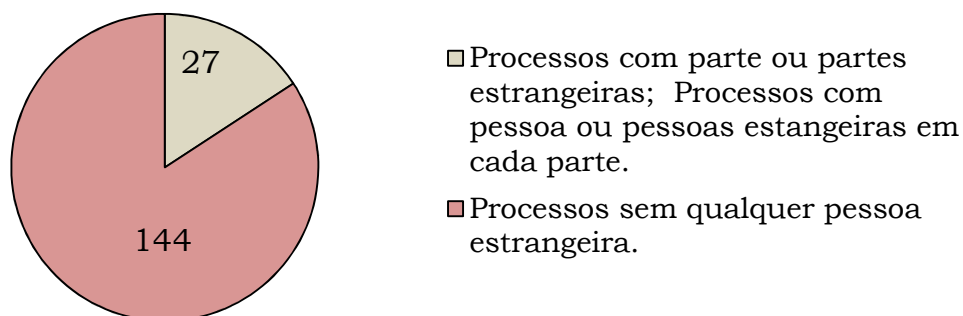 27
144
Processos com parte ou partes
estrangeiras;  Processos com
pessoa ou pessoas estangeiras em
cada parte.
Processos sem qualquer pessoa
estrangeira.